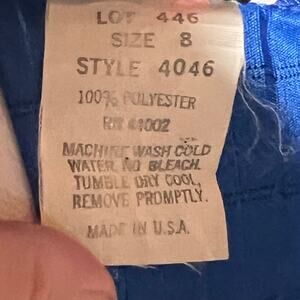 LOT 446
SIZE 8
STYLE 4046
100% POLYESTER
RN 44002
MACHINE WASH COLD
WATER, NO BLEACH.
TUMBLE DRY COOL,
REMOVE PROMPTLY.
MADE IN U.S.A.